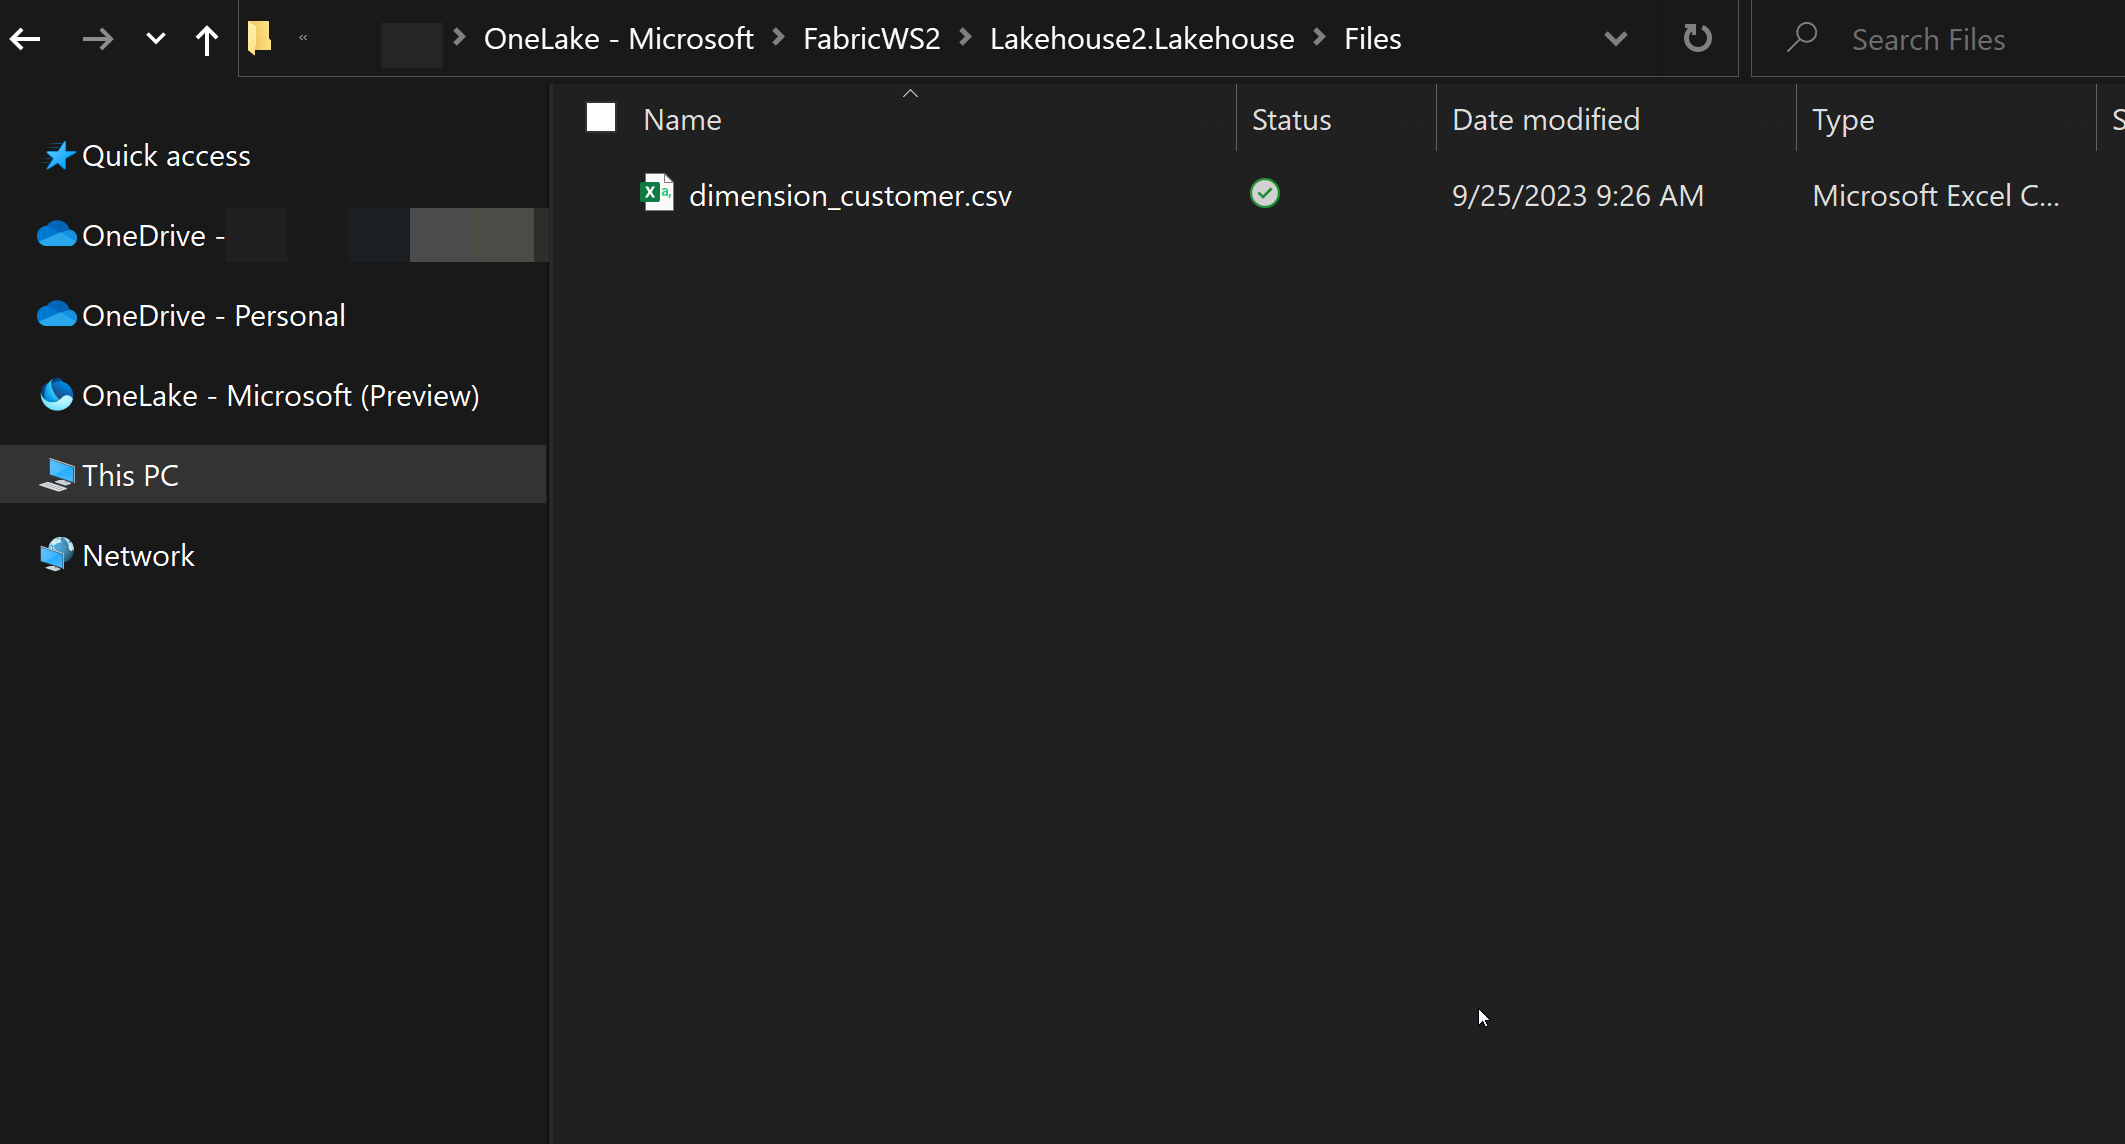 « > OneLake - Microsoft > FabricWS2 > Lakehouse2.Lakehouse > Files
Search Files
Name Status Date modified Type S
Quick access
dimension_customer.csv 9/25/2023 9:26 AM Microsoft Excel C...
OneDrive -
OneDrive - Personal
OneLake - Microsoft (Preview)
This PC
Network